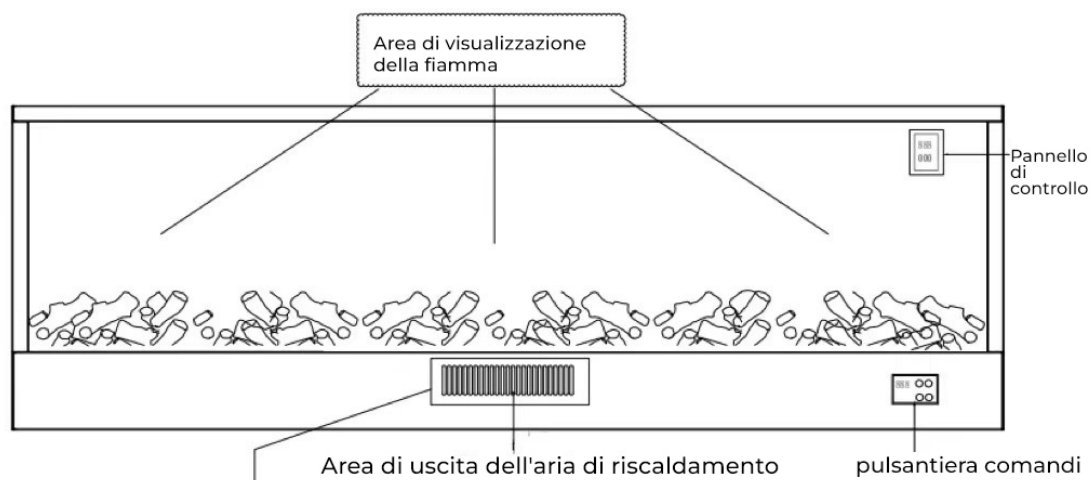 Area di visualizzazione
della fiamma
Pannello
di
controllo
Area di uscita dell'aria di riscaldamento
pulsantiera comandi